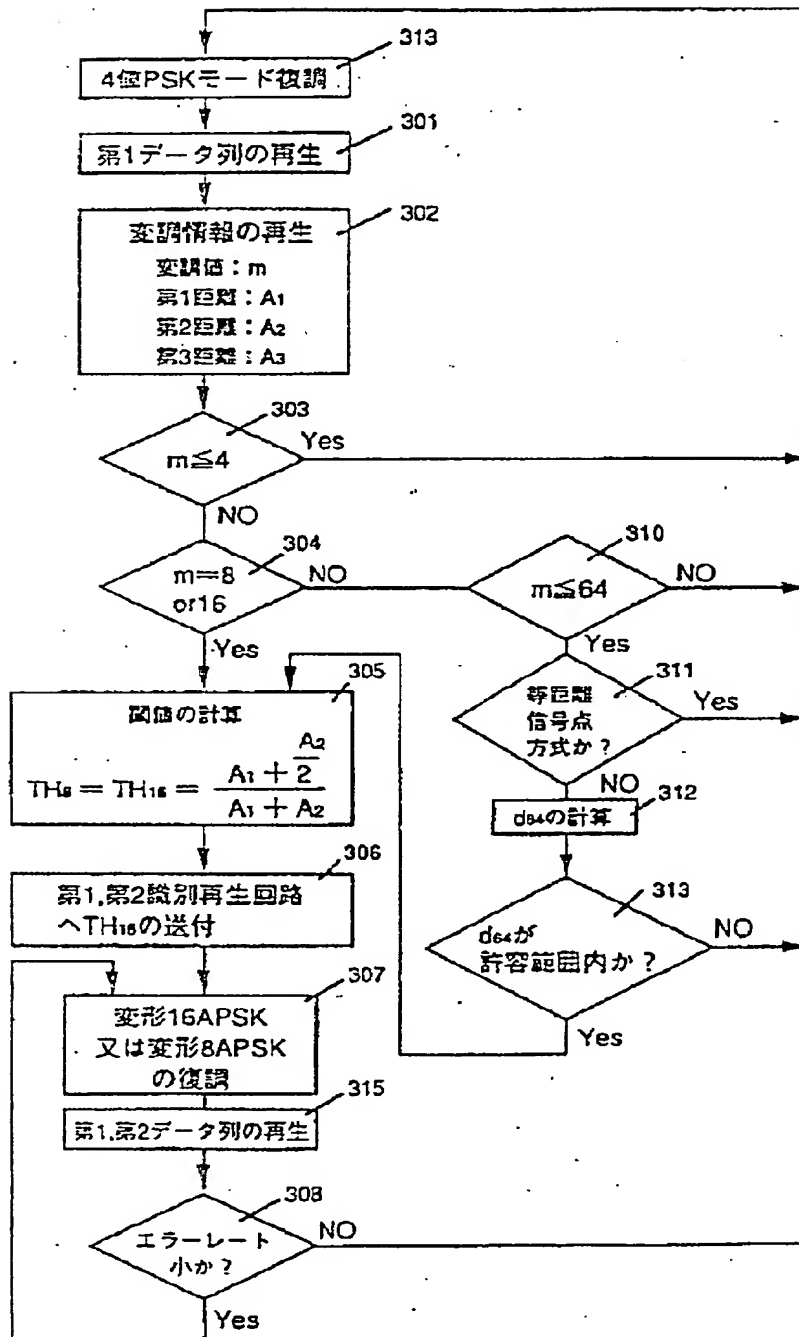 313
4値PSKモード復調
301
第1データ列の再生
302
変調情報の再生
変調値：m
第1距離：A1
第2距離：A2
第3距離：A3
303
m≦4
Yes
NO
304
m＝8
or16
NO
Yes
310
m≦64
NO
Yes
311
等距離
信号点
方式か？
Yes
NO
312
d64の計算
313
d64が
許容範囲内か？
NO
Yes
305
閾値の計算
TH8 = TH16 = (A1 + A2/2) / (A1 + A2)
306
第1,第2識別再生回路
へTH16の送付
307
変形16APSK
又は変形8APSK
の復調
315
第1,第2データ列の再生
308
エラーレート
小か？
NO
Yes